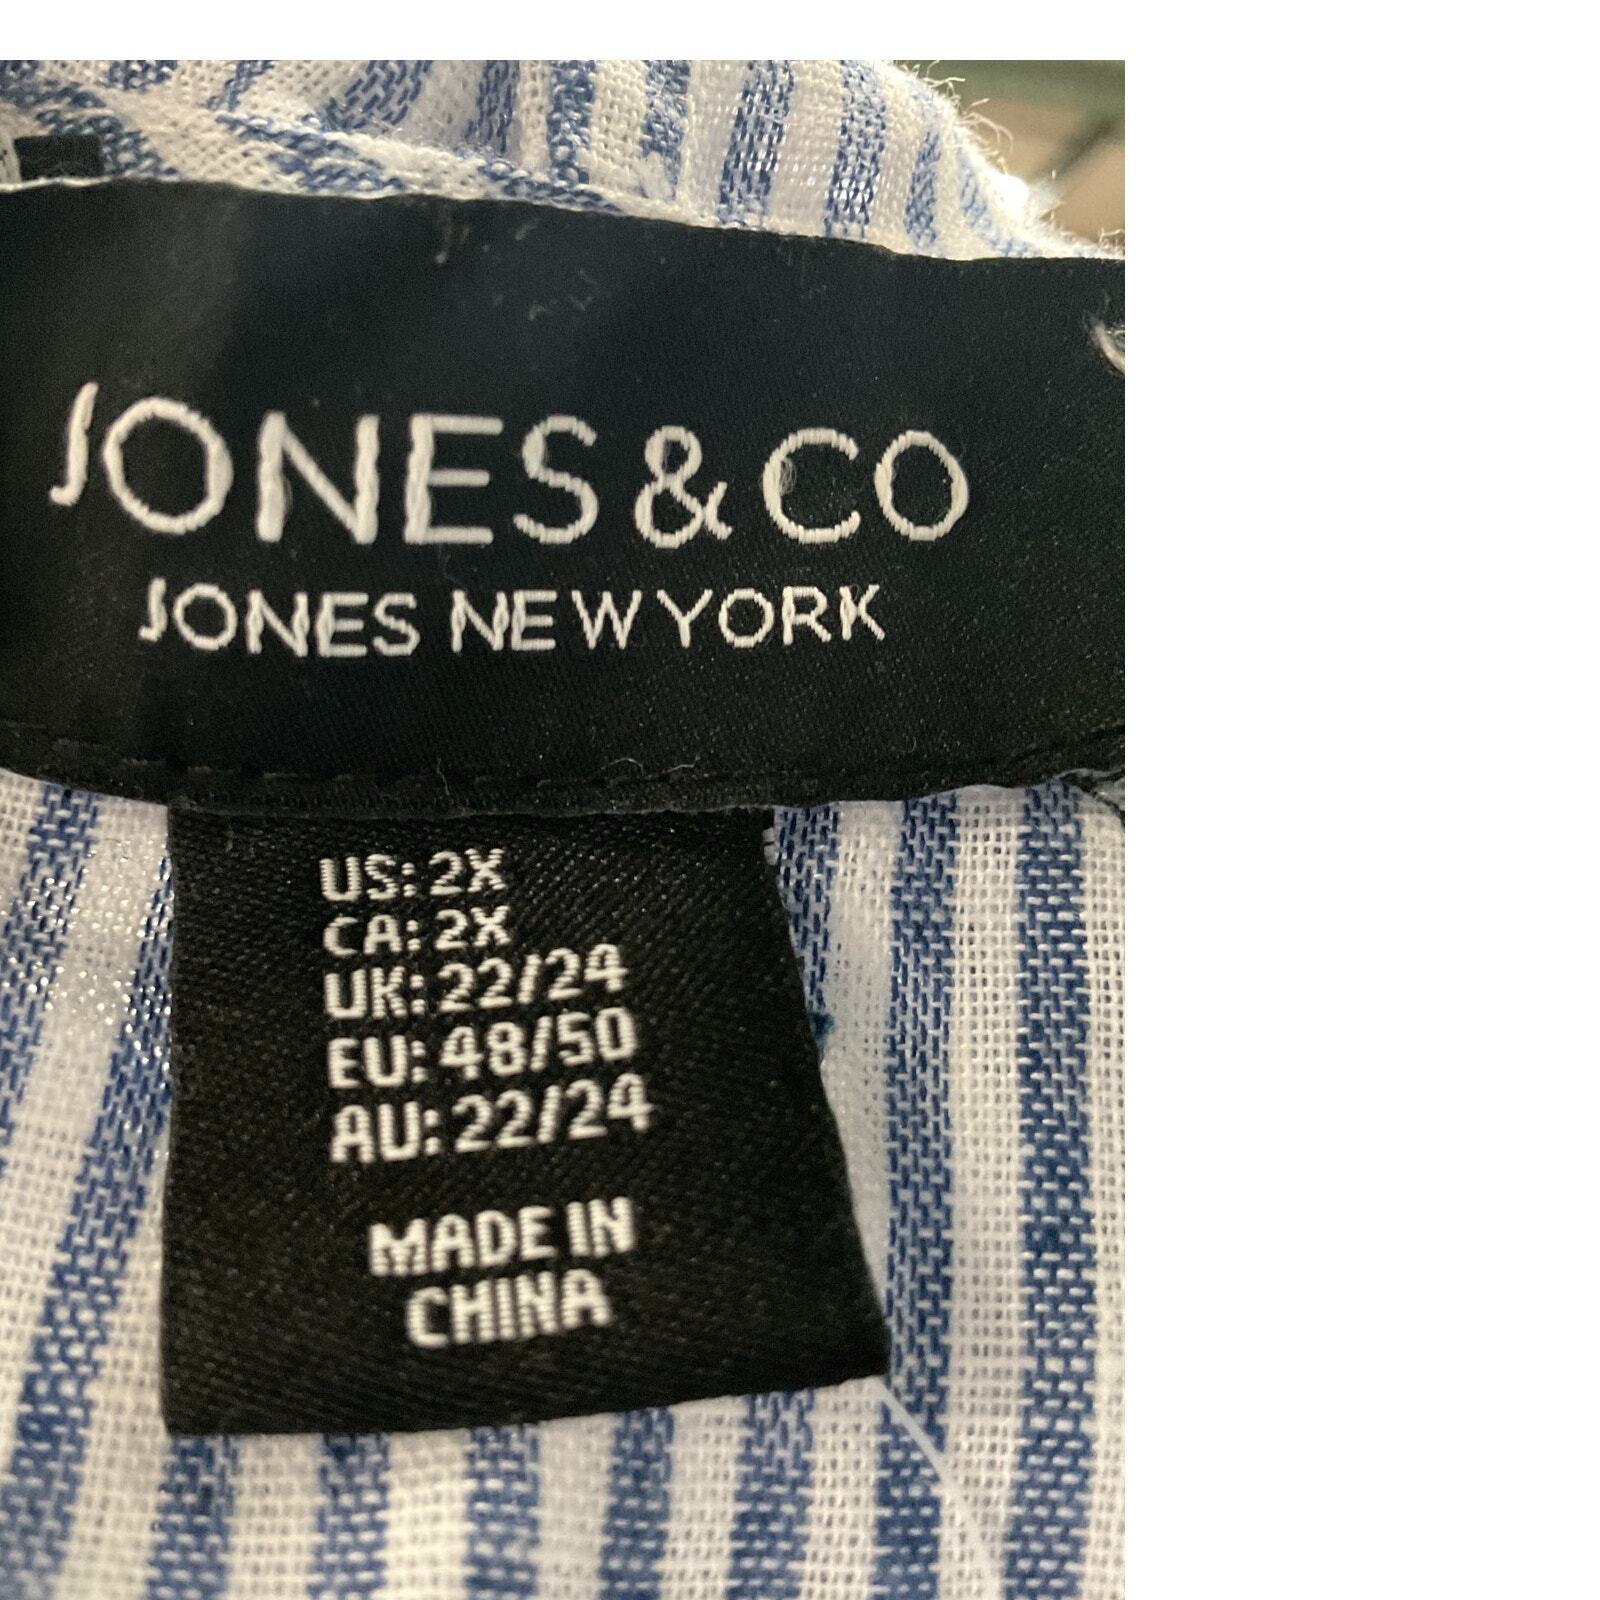 JONES & CO
JONES NEW YORK
US: 2X
CA: 2X
UK: 22/24
EU: 48/50
AU: 22/24
MADE IN
CHINA